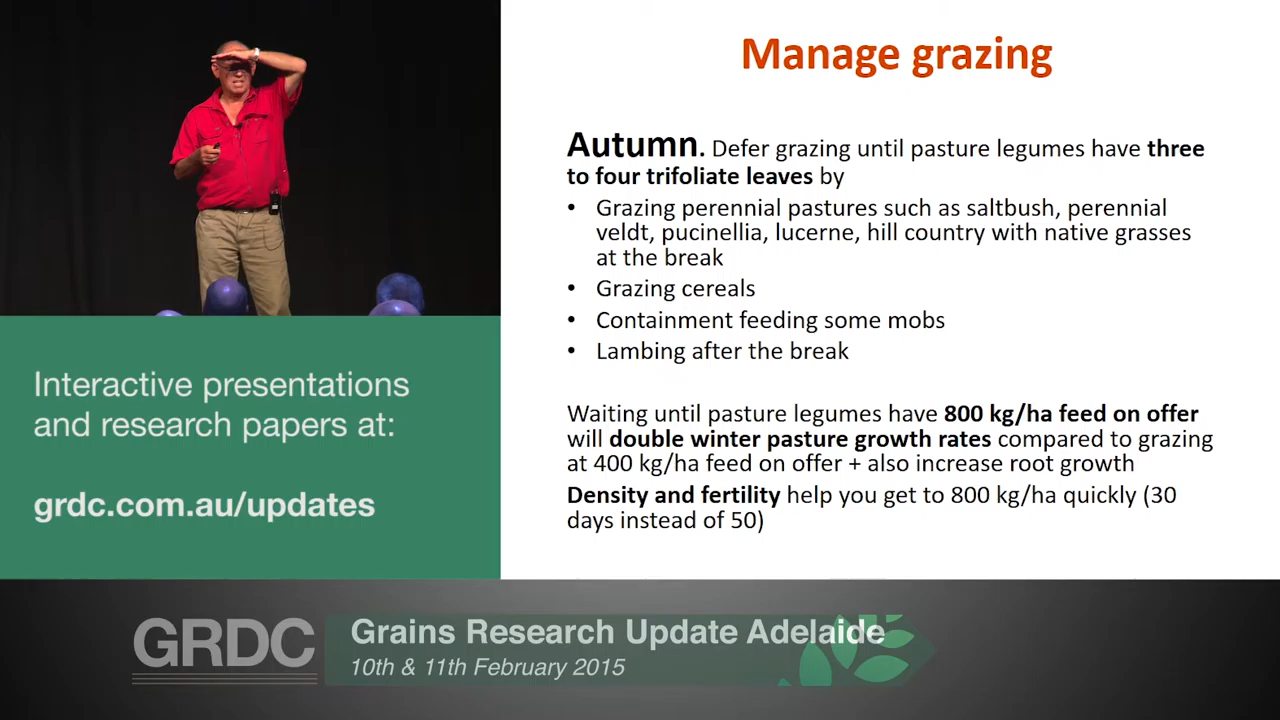 Manage grazing
Autumn. Defer grazing until pasture legumes have three
to four trifoliate leaves by
• Grazing perennial pastures such as saltbush, perennial
veldt, pucinellia, lucerne, hill country with native grasses
at the break
• Grazing cereals
• Containment feeding some mobs
• Lambing after the break
Waiting until pasture legumes have 800 kg/ha feed on offer
will double winter pasture growth rates compared to grazing
at 400 kg/ha feed on offer + also increase root growth
Density and fertility help you get to 800 kg/ha quickly (30
days instead of 50)
Interactive presentations
and research papers at:
grdc.com.au/updates
GRDC
Grains Research Update Adelaide
10th & 11th February 2015